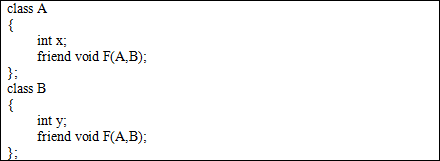 class A
{
int x;
friend void F(A,B);
};
class B
{
int y;
friend void F(A,B);
};